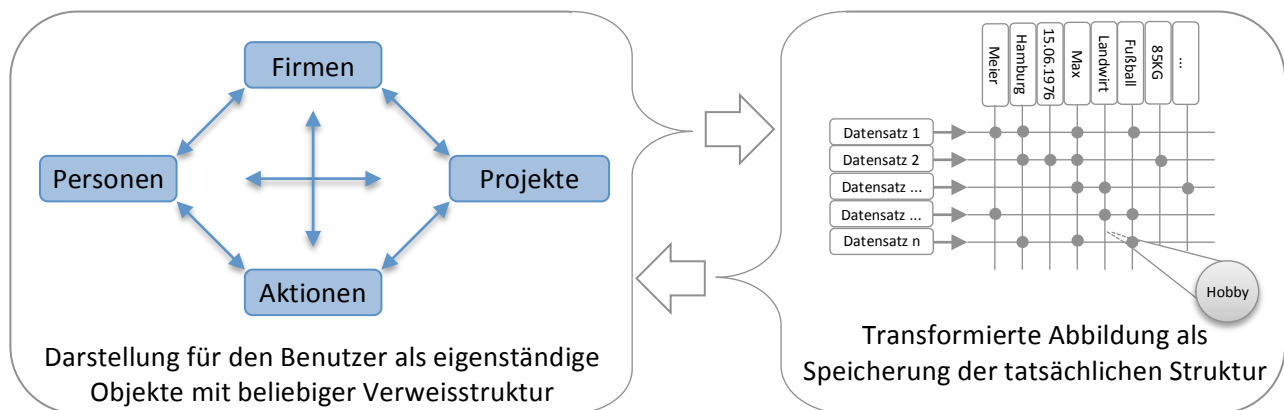 Firmen
Personen
Projekte
Aktionen
Darstellung für den Benutzer als eigenständige
Objekte mit beliebiger Verweisstruktur
Meier
Hamburg
15.06.1976
Max
Landwirt
Fußball
85KG
...
Datensatz 1
Datensatz 2
Datensatz ...
Datensatz ...
Datensatz n
Hobby
Transformierte Abbildung als
Speicherung der tatsächlichen Struktur